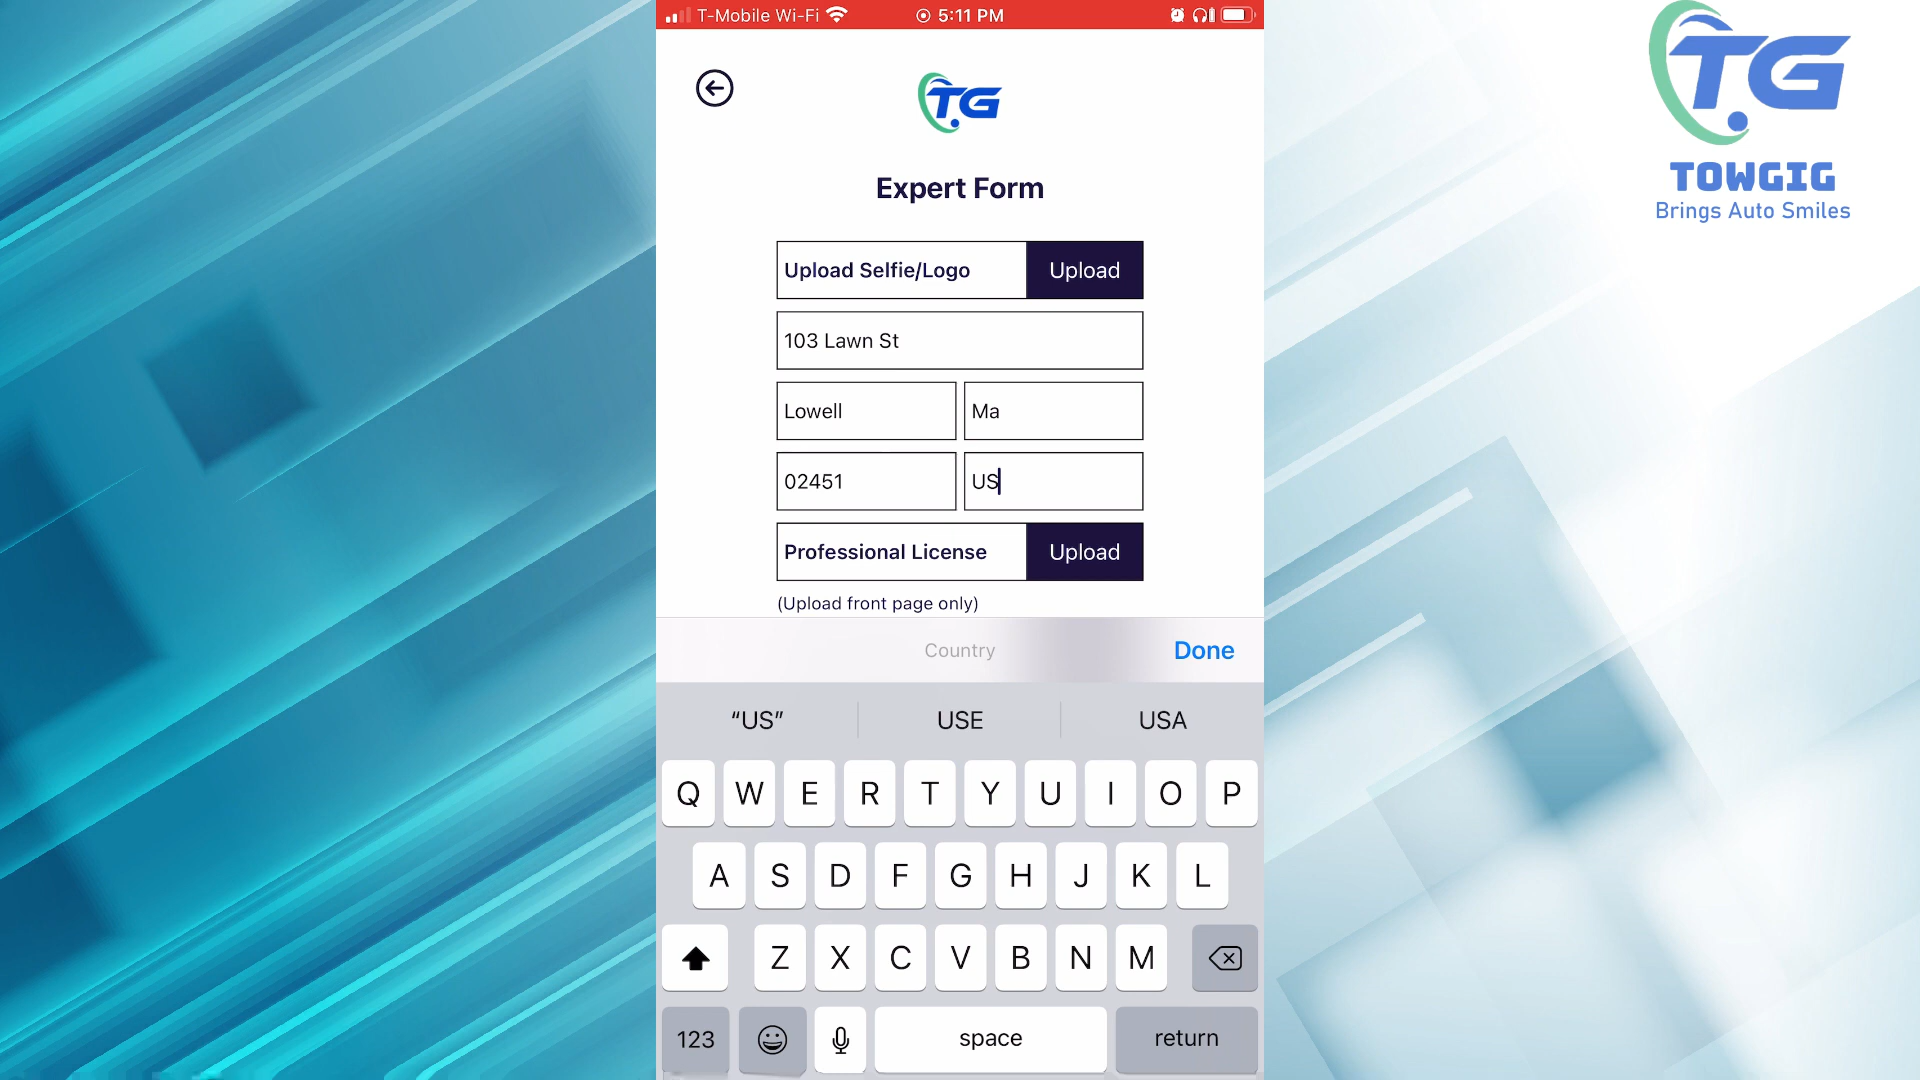 T-Mobile Wi-Fi 5:11 PM
TG
TG
TOWGIG
Brings Auto Smiles
Expert Form
Upload Selfie/Logo Upload
103 Lawn St
Lowell Ma
02451 US
Professional License Upload
(Upload front page only)
Country Done
“US” USE USA
Q W E R T Y U I O P
A S D F G H J K L
Z X C V B N M
123 space return